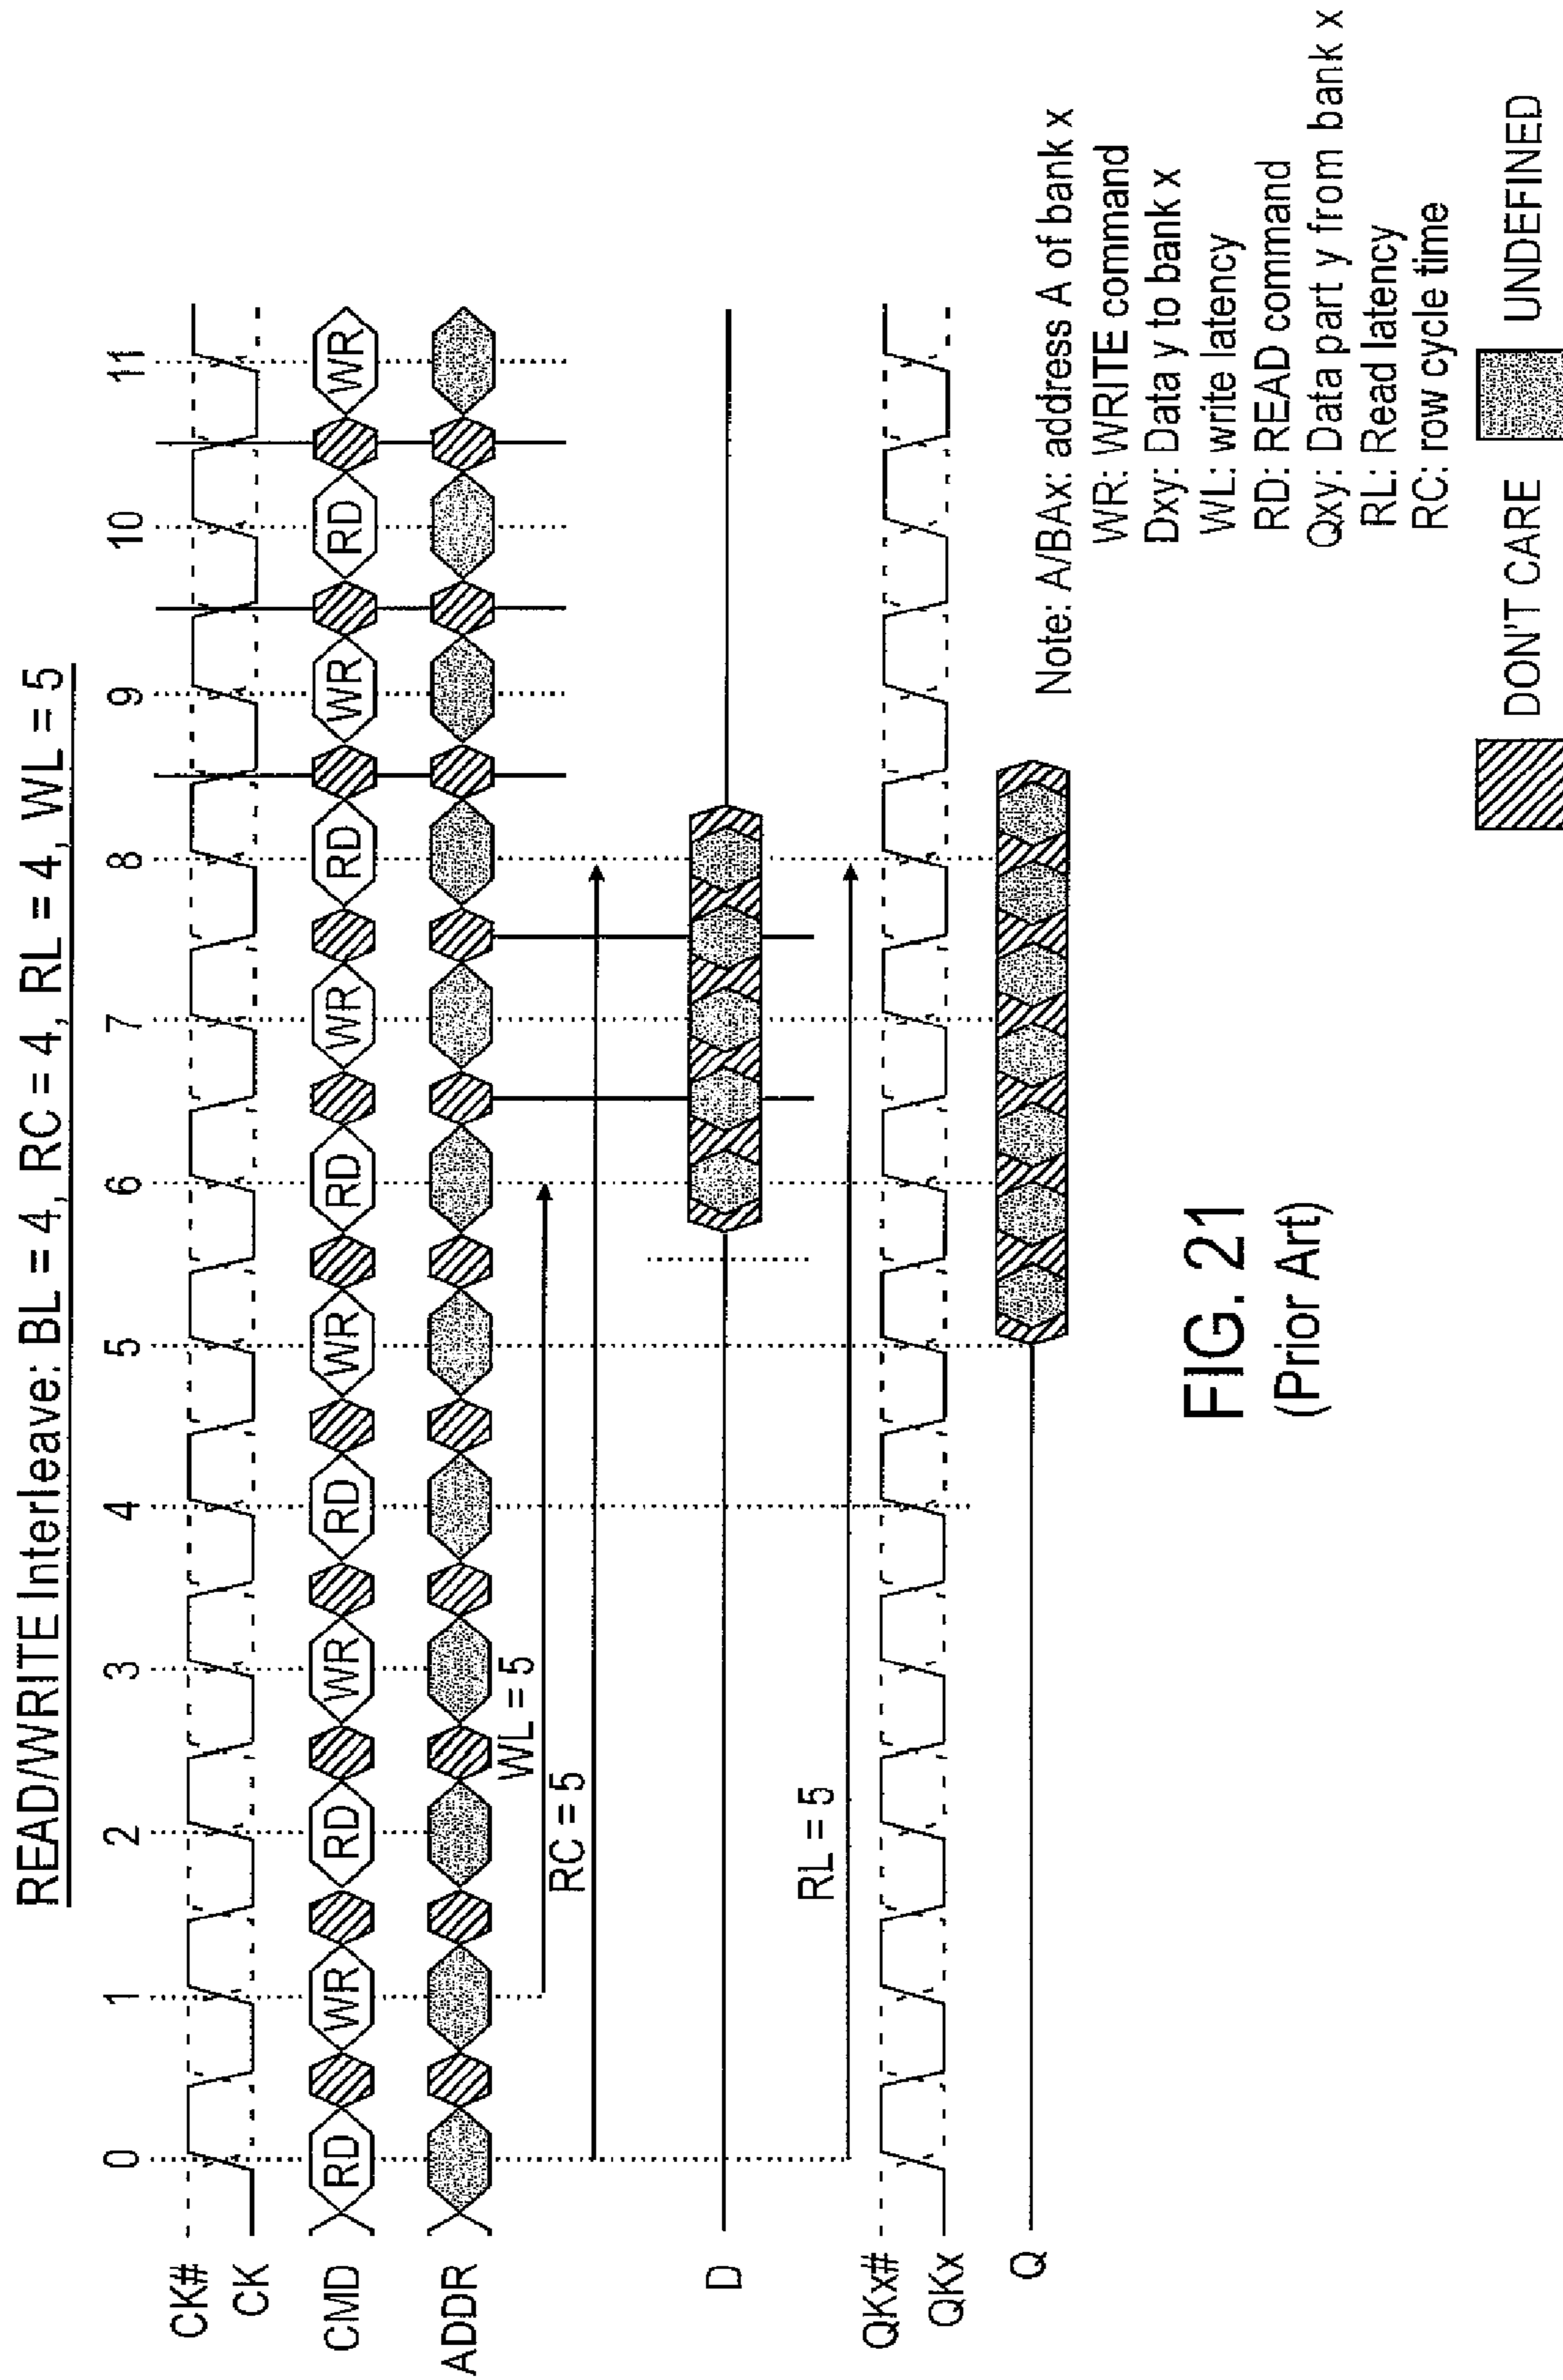 READ/WRITE Interleave: BL = 4, RC = 4, RL = 4, WL = 5
0 1 2 3 4 5 6 7 8 9 10 11
CK#
CK
CMD RD WR RD WR RD WR RD WR RD WR RD WR
ADDR
WL = 5
RC = 5
D
RL = 5
QKx#
QKx
Q
Note: A/BAx: address A of bank x
WR: WRITE command
Dxy: Data y to bank x
WL: write latency
RD: READ command
Qxy: Data part y from bank x
RL: Read latency
RC: row cycle time
DON'T CARE UNDEFINED
FIG. 21
(Prior Art)